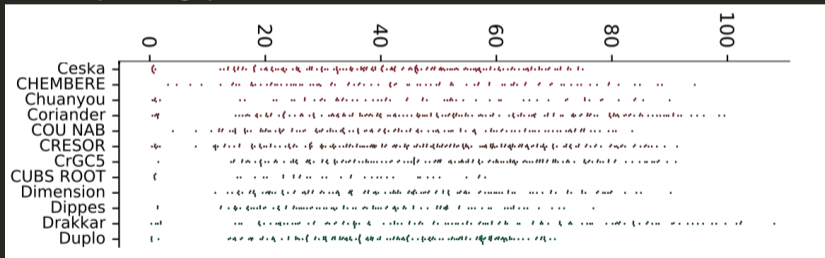 0 20 40 60 80 100
Ceska
CHEMBERE
Chuanyou
Coriander
COU NAB
CRESOR
CrGC5
CUBS ROOT
Dimension
Dippes
Drakkar
Duplo